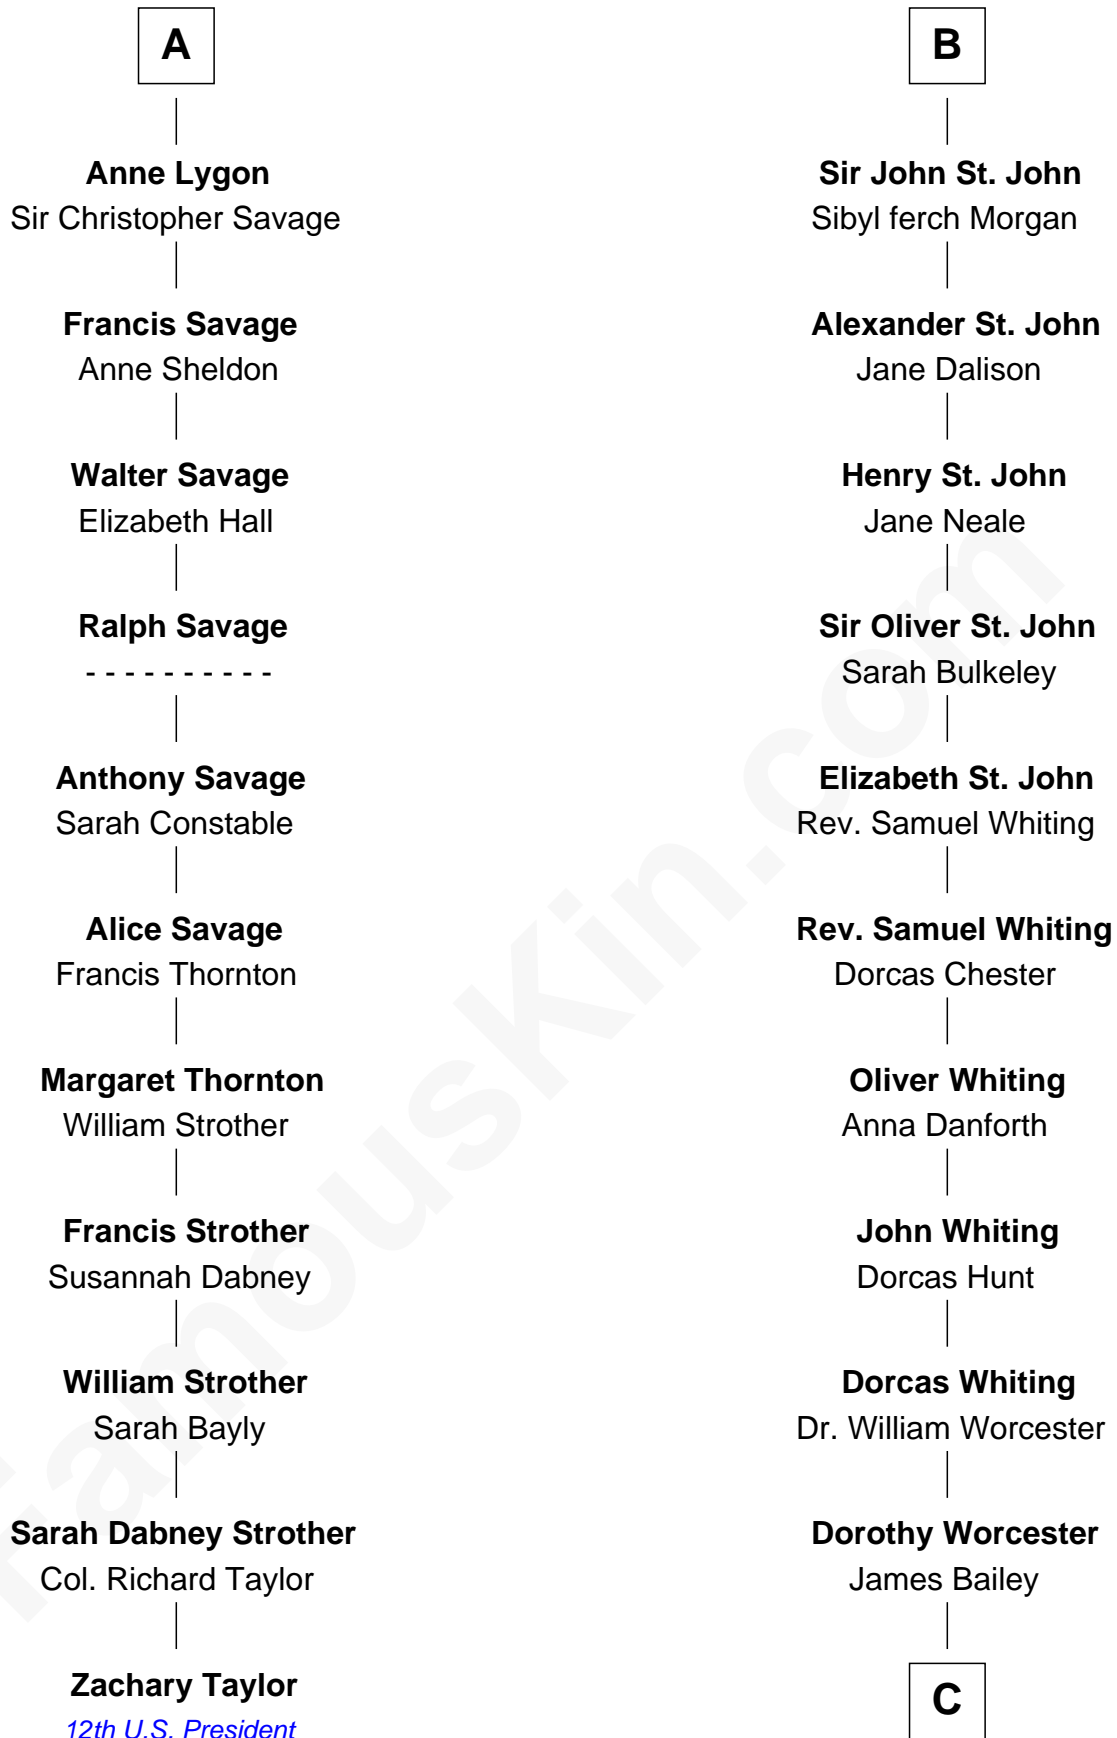 A
Anne Lygon
Sir Christopher Savage
Francis Savage
Anne Sheldon
Walter Savage
Elizabeth Hall
Ralph Savage
- - - - - - - - - -
Anthony Savage
Sarah Constable
Alice Savage
Francis Thornton
Margaret Thornton
William Strother
Francis Strother
Susannah Dabney
William Strother
Sarah Bayly
Sarah Dabney Strother
Col. Richard Taylor
Zachary Taylor
12th U.S. President
B
Sir John St. John
Sibyl ferch Morgan
Alexander St. John
Jane Dalison
Henry St. John
Jane Neale
Sir Oliver St. John
Sarah Bulkeley
Elizabeth St. John
Rev. Samuel Whiting
Rev. Samuel Whiting
Dorcas Chester
Oliver Whiting
Anna Danforth
John Whiting
Dorcas Hunt
Dorcas Whiting
Dr. William Worcester
Dorothy Worcester
James Bailey
C
FamousKin.com